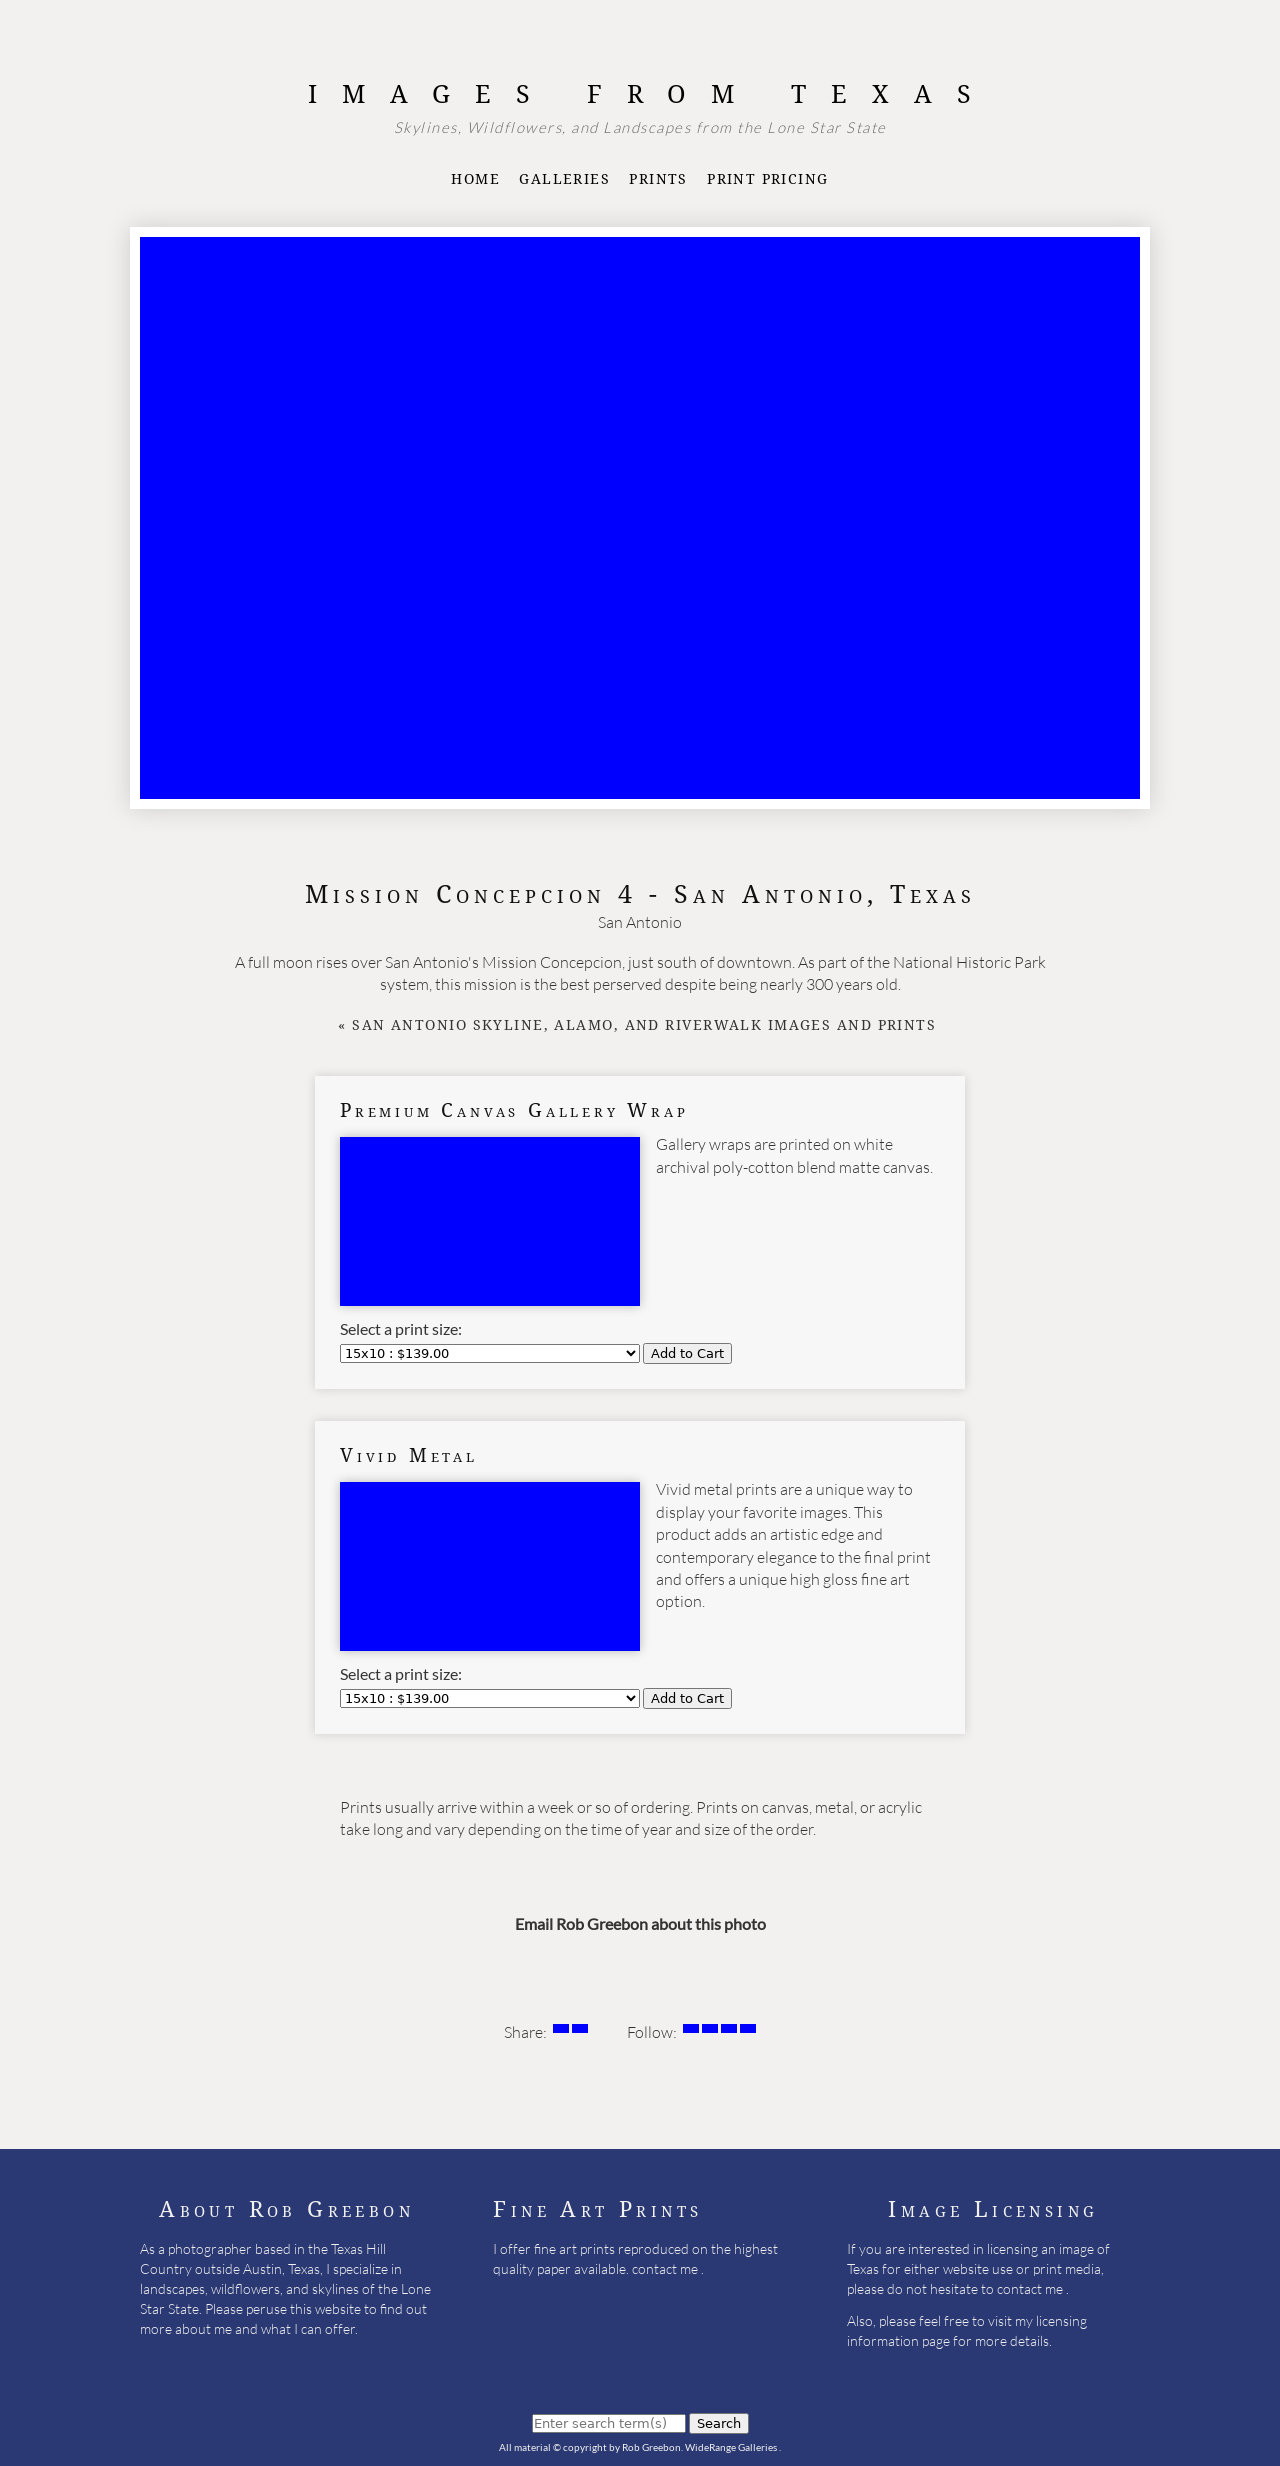 IMAGES FROM TEXAS
Skylines, Wildflowers, and Landscapes from the Lone Star State
HOME GALLERIES PRINTS PRINT PRICING
Mission Concepcion 4 - San Antonio, Texas
San Antonio
A full moon rises over San Antonio's Mission Concepcion, just south of downtown. As part of the National Historic Park
system, this mission is the best perserved despite being nearly 300 years old.
« SAN ANTONIO SKYLINE, ALAMO, AND RIVERWALK IMAGES AND PRINTS
Premium Canvas Gallery Wrap
Gallery wraps are printed on white
archival poly-cotton blend matte canvas.
Select a print size:
15x10 : $139.00 Add to Cart
Vivid Metal
Vivid metal prints are a unique way to
display your favorite images. This
product adds an artistic edge and
contemporary elegance to the final print
and offers a unique high gloss fine art
option.
Select a print size:
15x10 : $139.00 Add to Cart
Prints usually arrive within a week or so of ordering. Prints on canvas, metal, or acrylic
take long and vary depending on the time of year and size of the order.
Email Rob Greebon about this photo
Share: Follow:
About Rob Greebon
As a photographer based in the Texas Hill
Country outside Austin, Texas, I specialize in
landscapes, wildflowers, and skylines of the Lone
Star State. Please peruse this website to find out
more about me and what I can offer.
Fine Art Prints
I offer fine art prints reproduced on the highest
quality paper available. contact me .
Image Licensing
If you are interested in licensing an image of
Texas for either website use or print media,
please do not hesitate to contact me .
Also, please feel free to visit my licensing
information page for more details.
Enter search term(s) Search
All material © copyright by Rob Greebon. WideRange Galleries .